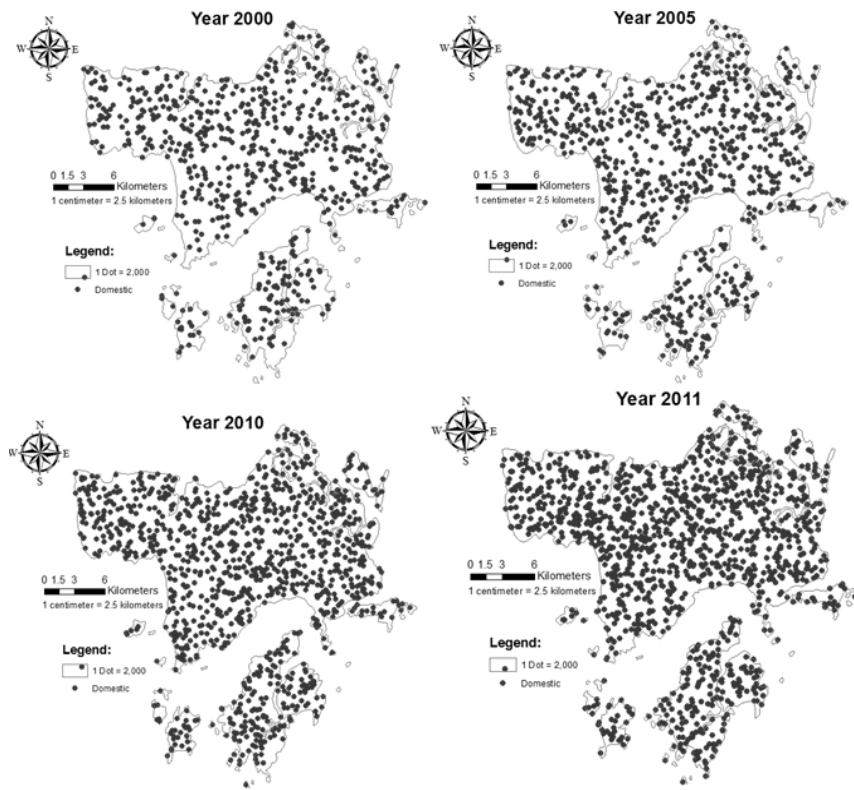 Year 2000
N
W E
S
0 1.5 3 6
Kilometers
1 centimeter = 2.5 kilometers
Legend:
1 Dot = 2,000
Domestic
Year 2005
N
W E
S
0 1.5 3 6
Kilometers
1 centimeter = 2.5 kilometers
Legend:
1 Dot = 2,000
Domestic
Year 2010
N
W E
S
0 1.5 3 6
Kilometers
1 centimeter = 2.5 kilometers
Legend:
1 Dot = 2,000
Domestic
Year 2011
N
W E
S
0 1.5 3 6
Kilometers
1 centimeter = 2.5 kilometers
Legend:
1 Dot = 2,000
Domestic